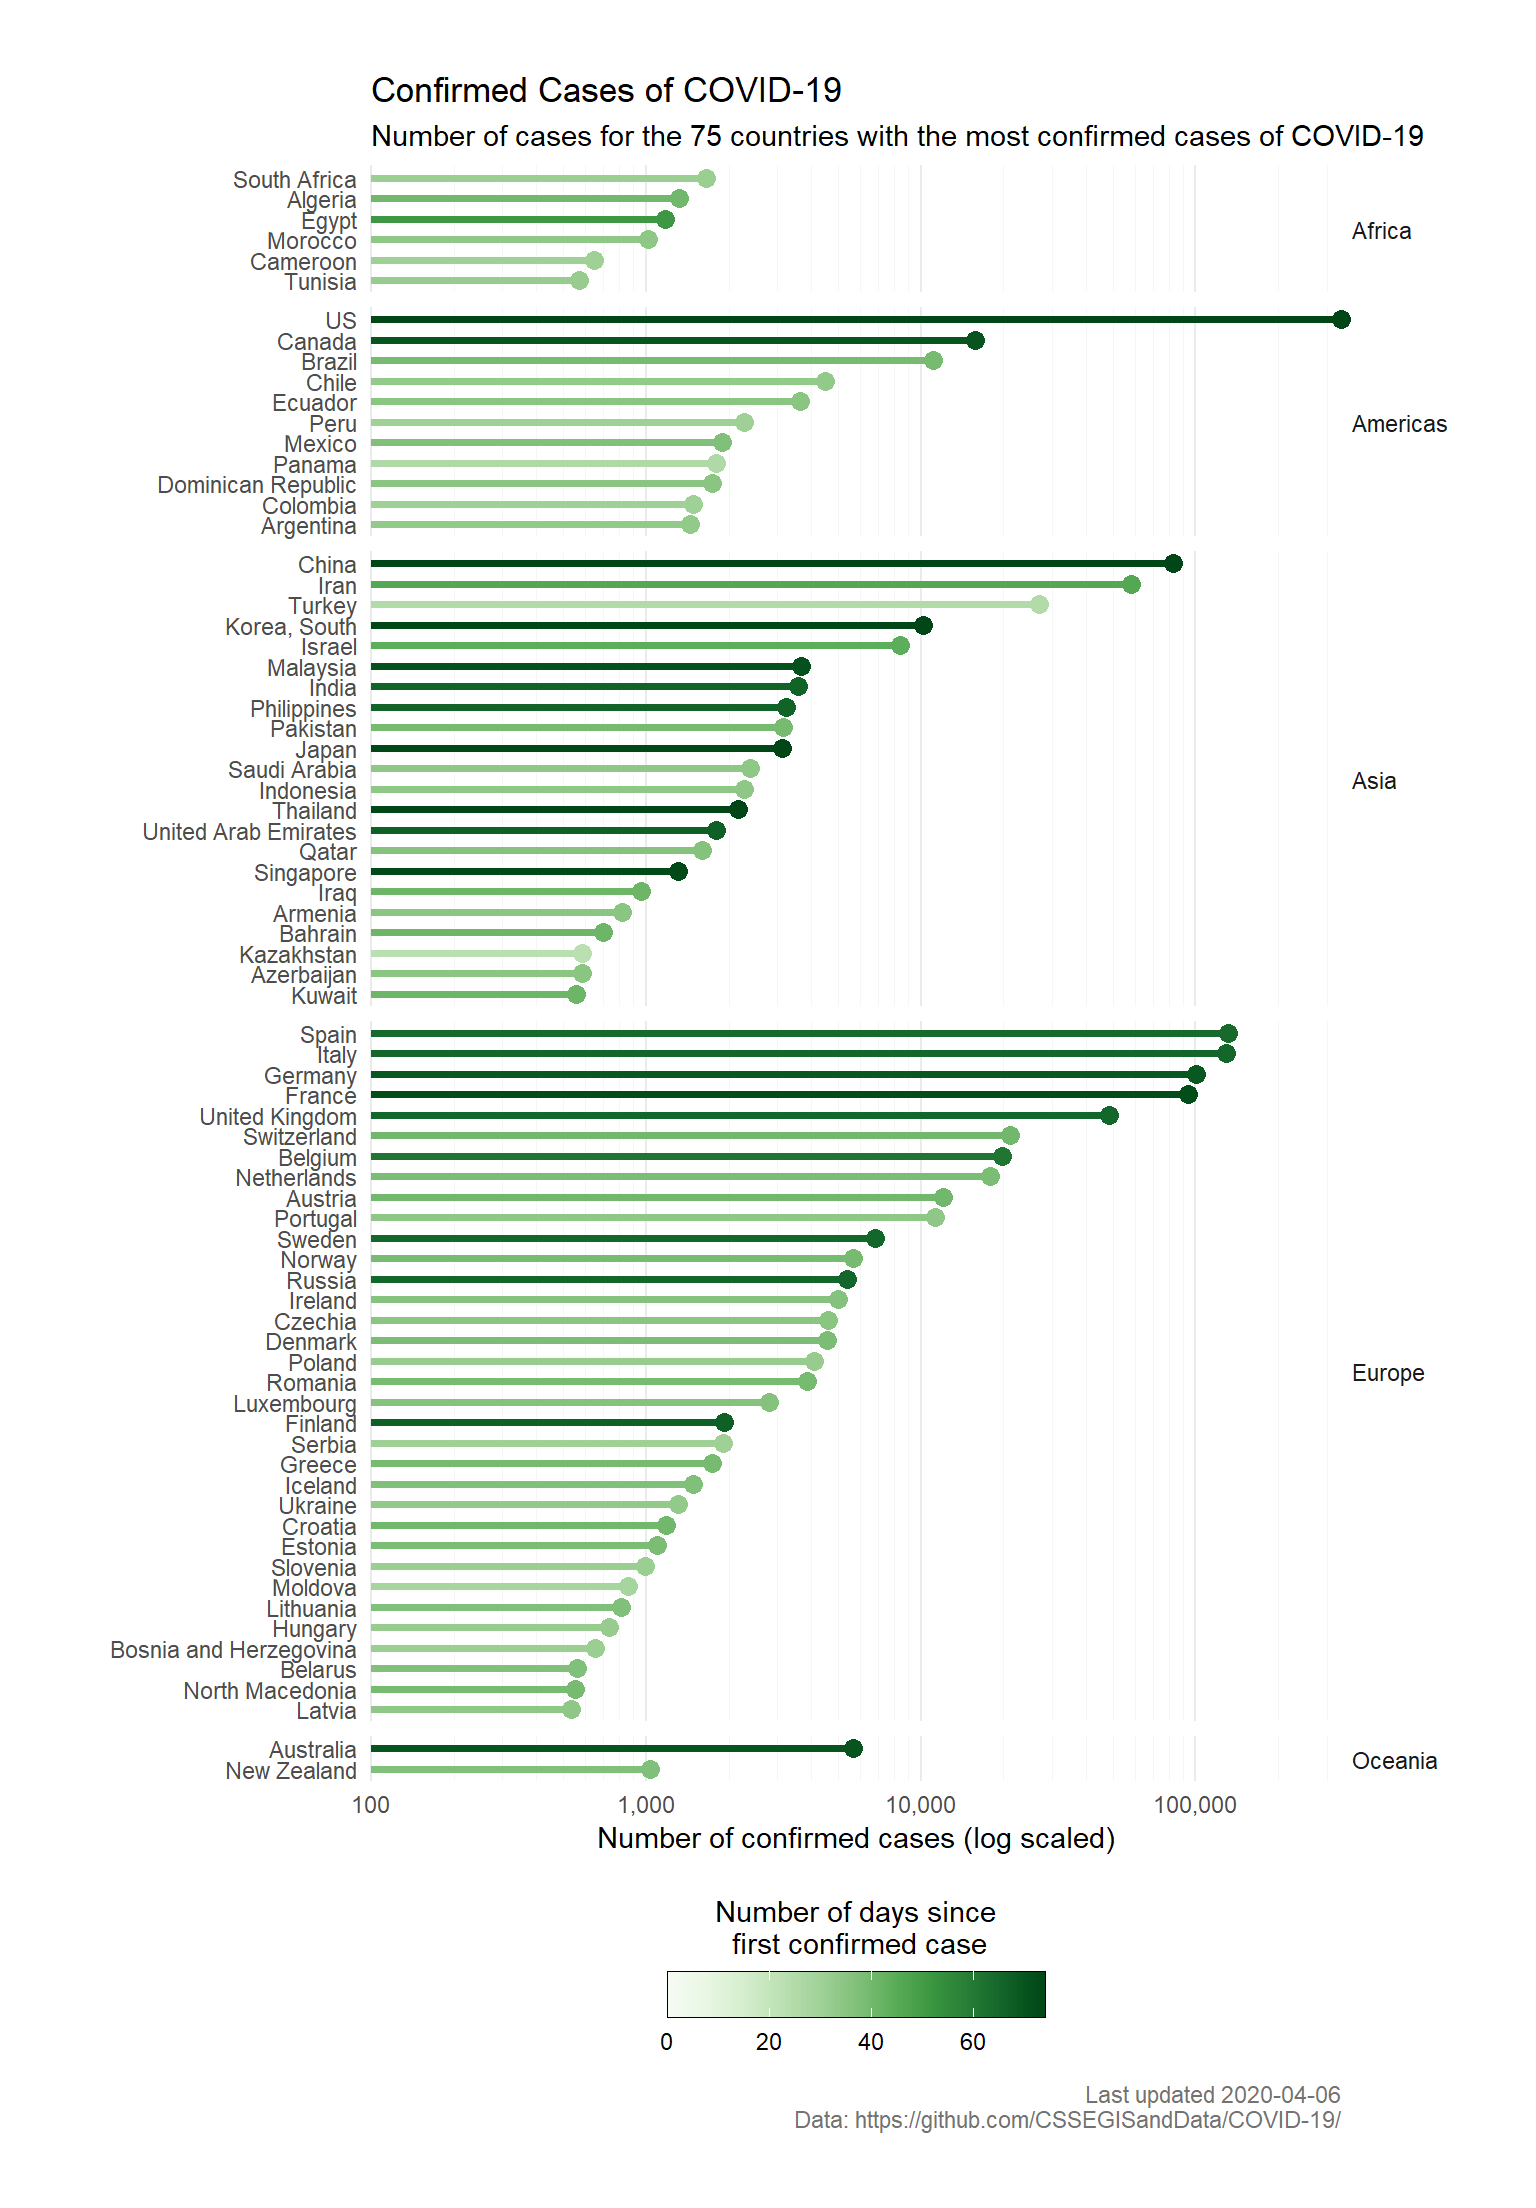 Confirmed Cases of COVID-19
Number of cases for the 75 countries with the most confirmed cases of COVID-19
South Africa
Algeria
Egypt
Morocco
Cameroon
Tunisia
Africa
US
Canada
Brazil
Chile
Ecuador
Peru
Mexico
Panama
Dominican Republic
Colombia
Argentina
Americas
China
Iran
Turkey
Korea, South
Israel
Malaysia
India
Philippines
Pakistan
Japan
Saudi Arabia
Indonesia
Thailand
United Arab Emirates
Qatar
Singapore
Iraq
Armenia
Bahrain
Kazakhstan
Azerbaijan
Kuwait
Asia
Spain
Italy
Germany
France
United Kingdom
Switzerland
Belgium
Netherlands
Austria
Portugal
Sweden
Norway
Russia
Ireland
Czechia
Denmark
Poland
Romania
Luxembourg
Finland
Serbia
Greece
Iceland
Ukraine
Croatia
Estonia
Slovenia
Moldova
Lithuania
Hungary
Bosnia and Herzegovina
Belarus
North Macedonia
Latvia
Europe
Australia
New Zealand
Oceania
100 1,000 10,000 100,000
Number of confirmed cases (log scaled)
Number of days since
first confirmed case
0 20 40 60
Last updated 2020-04-06
Data: https://github.com/CSSEGISandData/COVID-19/